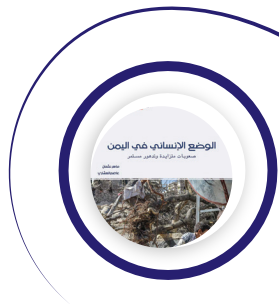 الوضع الإنساني في اليمن
صعوبات متزايدة وتدهور مستمر